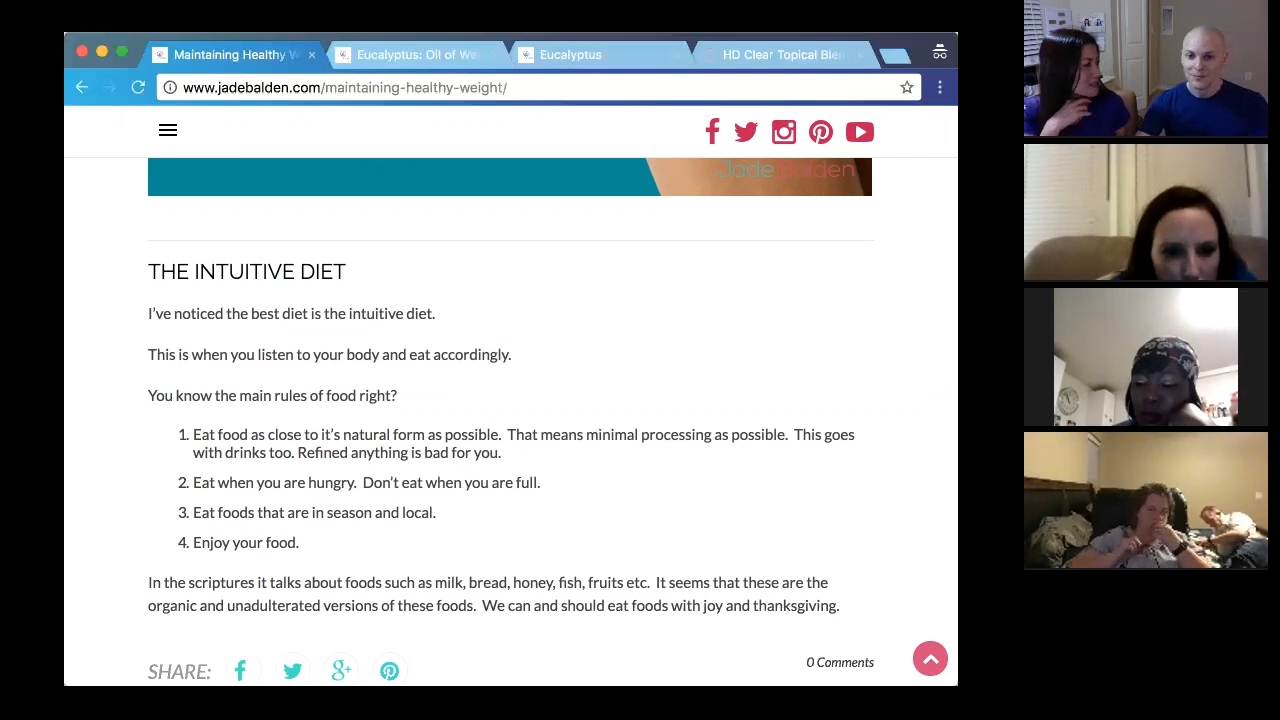 Maintaining Healthy W
Eucalyptus: Oil of We
Eucalyptus
HD Clear Topical Blen
www.jadebalden.com/maintaining-healthy-weight/
Jade Balden
THE INTUITIVE DIET
I've noticed the best diet is the intuitive diet.
This is when you listen to your body and eat accordingly.
You know the main rules of food right?
1. Eat food as close to it's natural form as possible. That means minimal processing as possible. This goes
with drinks too. Refined anything is bad for you.
2. Eat when you are hungry. Don't eat when you are full.
3. Eat foods that are in season and local.
4. Enjoy your food.
In the scriptures it talks about foods such as milk, bread, honey, fish, fruits etc. It seems that these are the
organic and unadulterated versions of these foods. We can and should eat foods with joy and thanksgiving.
SHARE:
0 Comments